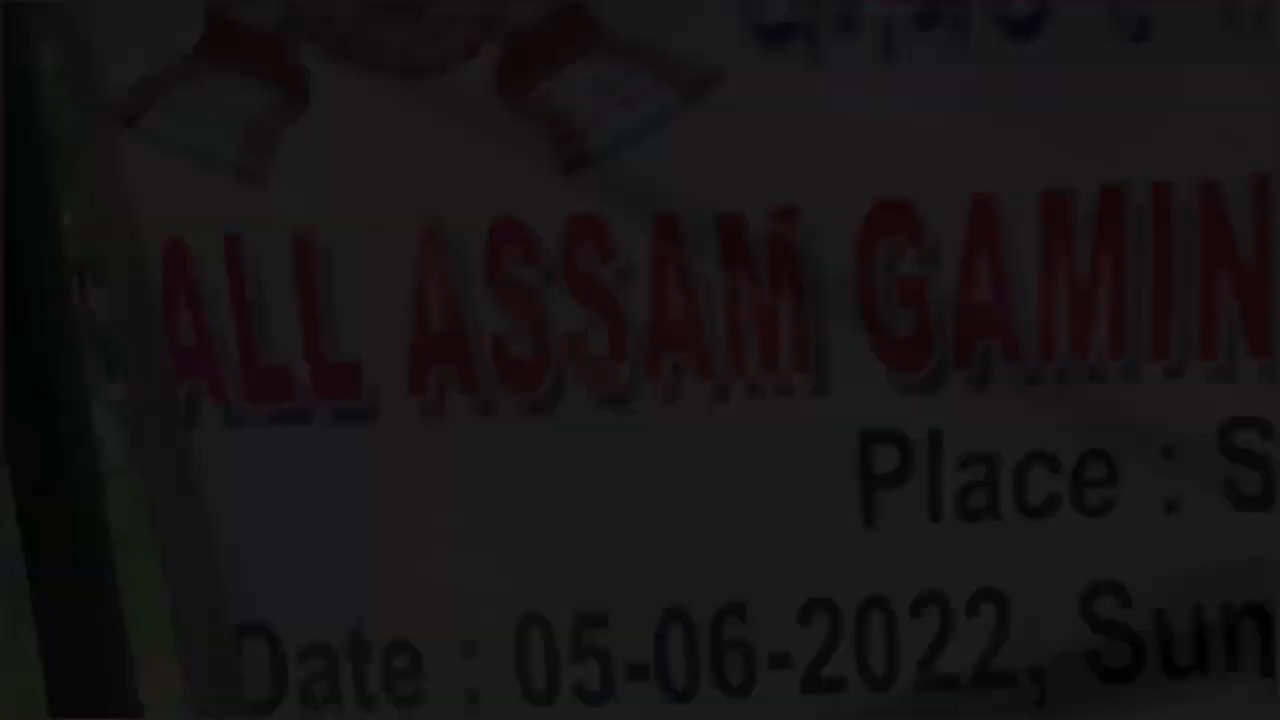 ALL ASSAM GAMIN
Place : S
Date : 05-06-2022, Sun